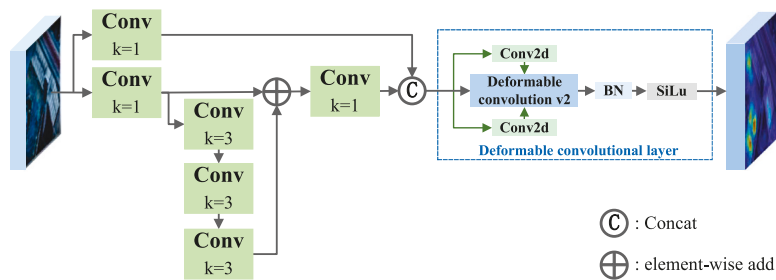 Conv
k=1
Conv
k=1
Conv
k=3
Conv
k=3
Conv
k=3
Conv
k=1
C
Conv2d
Deformable
convolution v2
Conv2d
BN
SiLu
Deformable convolutional layer
C : Concat
: element-wise add